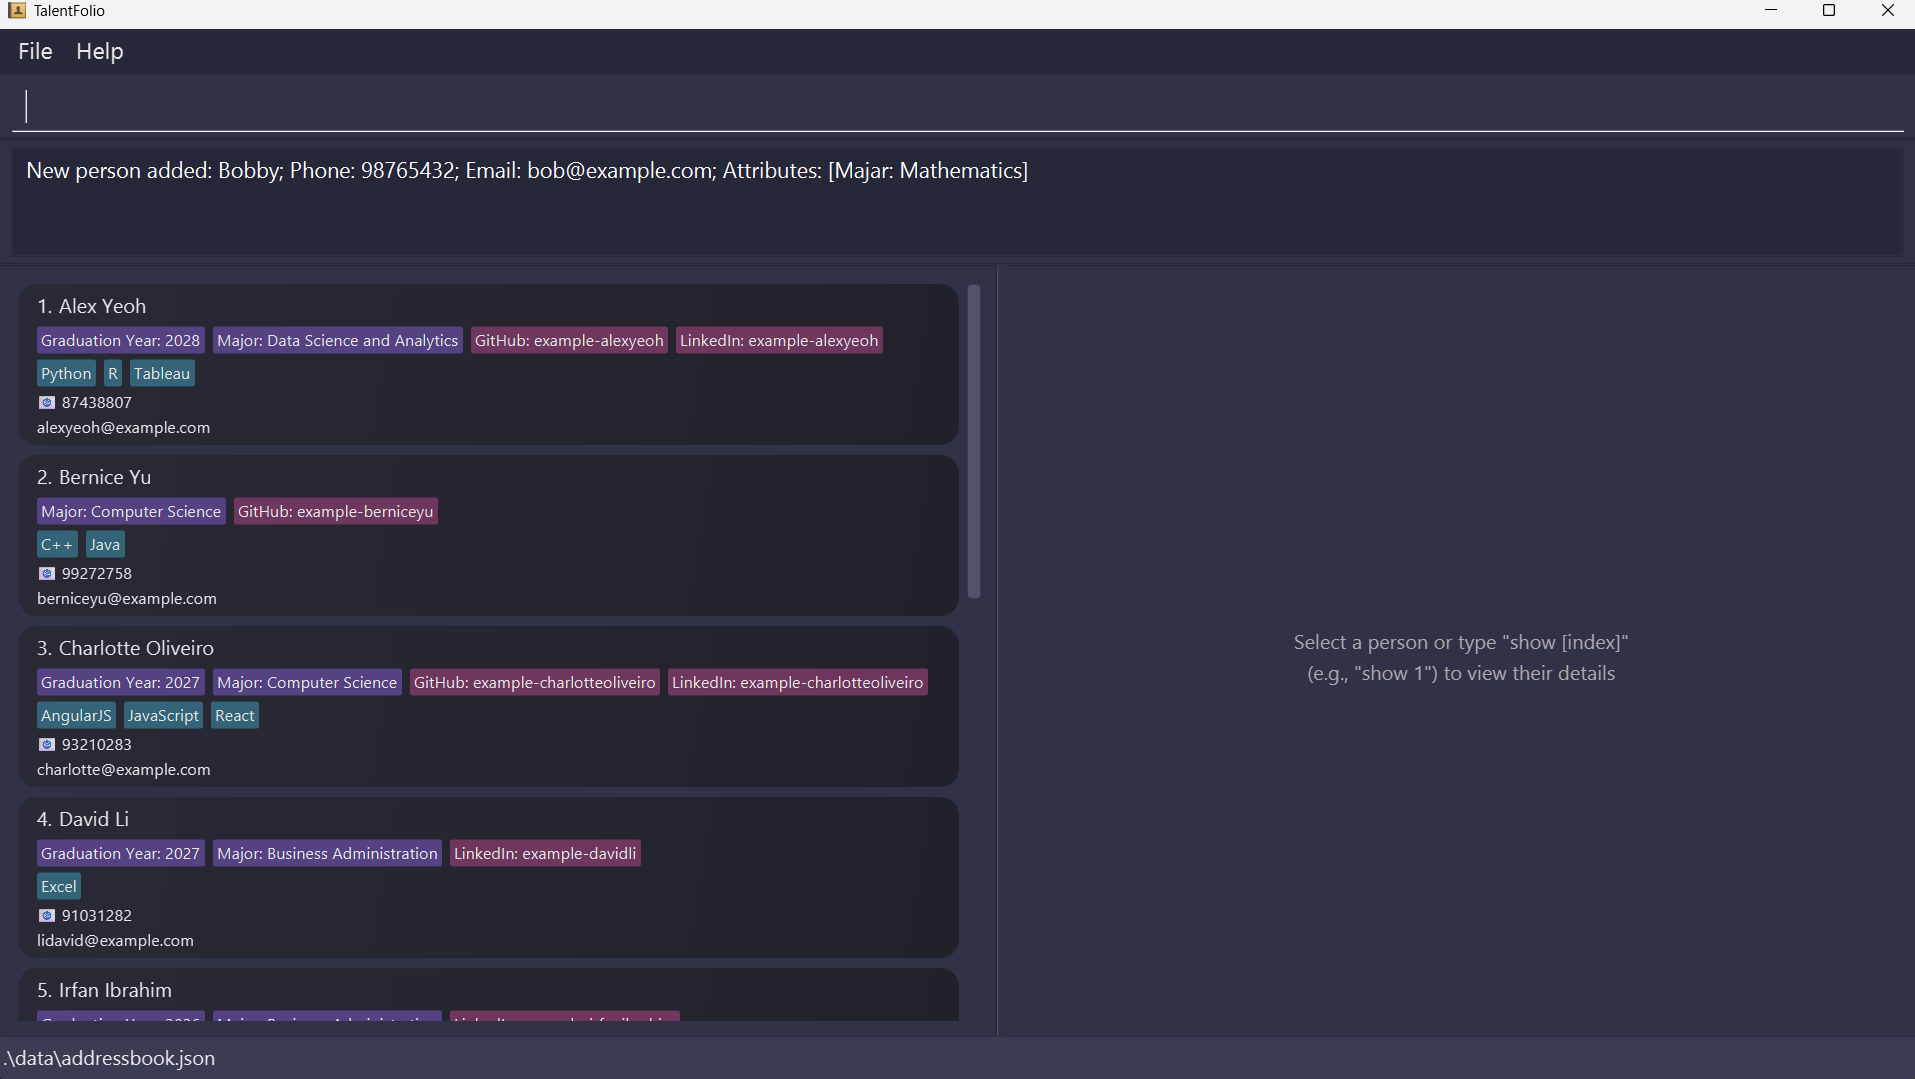 TalentFolio
File Help
New person added: Bobby; Phone: 98765432; Email: bob@example.com; Attributes: [Majar: Mathematics]
1. Alex Yeoh
Graduation Year: 2028 Major: Data Science and Analytics GitHub: example-alexyeoh LinkedIn: example-alexyeoh
Python R Tableau
87438807
alexyeoh@example.com
2. Bernice Yu
Major: Computer Science GitHub: example-berniceyu
C++ Java
99272758
berniceyu@example.com
3. Charlotte Oliveiro
Graduation Year: 2027 Major: Computer Science GitHub: example-charlotteoliveiro LinkedIn: example-charlotteoliveiro
AngularJS JavaScript React
93210283
charlotte@example.com
4. David Li
Graduation Year: 2027 Major: Business Administration LinkedIn: example-davidli
Excel
91031282
lidavid@example.com
5. Irfan Ibrahim
Select a person or type "show [index]"
(e.g., "show 1") to view their details
.\data\addressbook.json